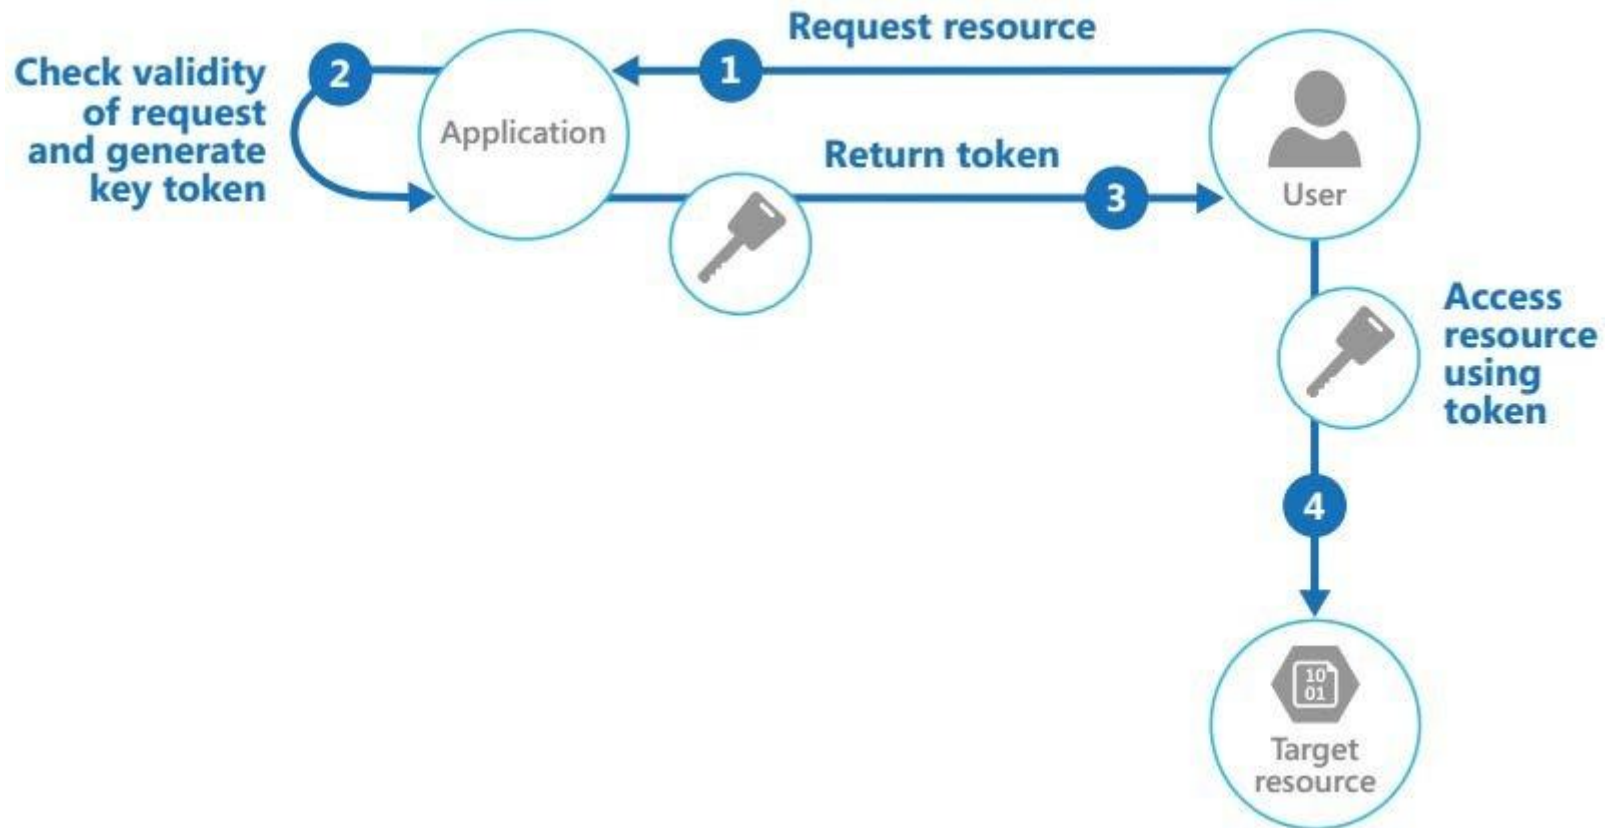 Request resource
1
2
Check validity
of request
and generate
key token
Application
Return token
3
User
Access
resource
using
token
4
10
01
Target
resource